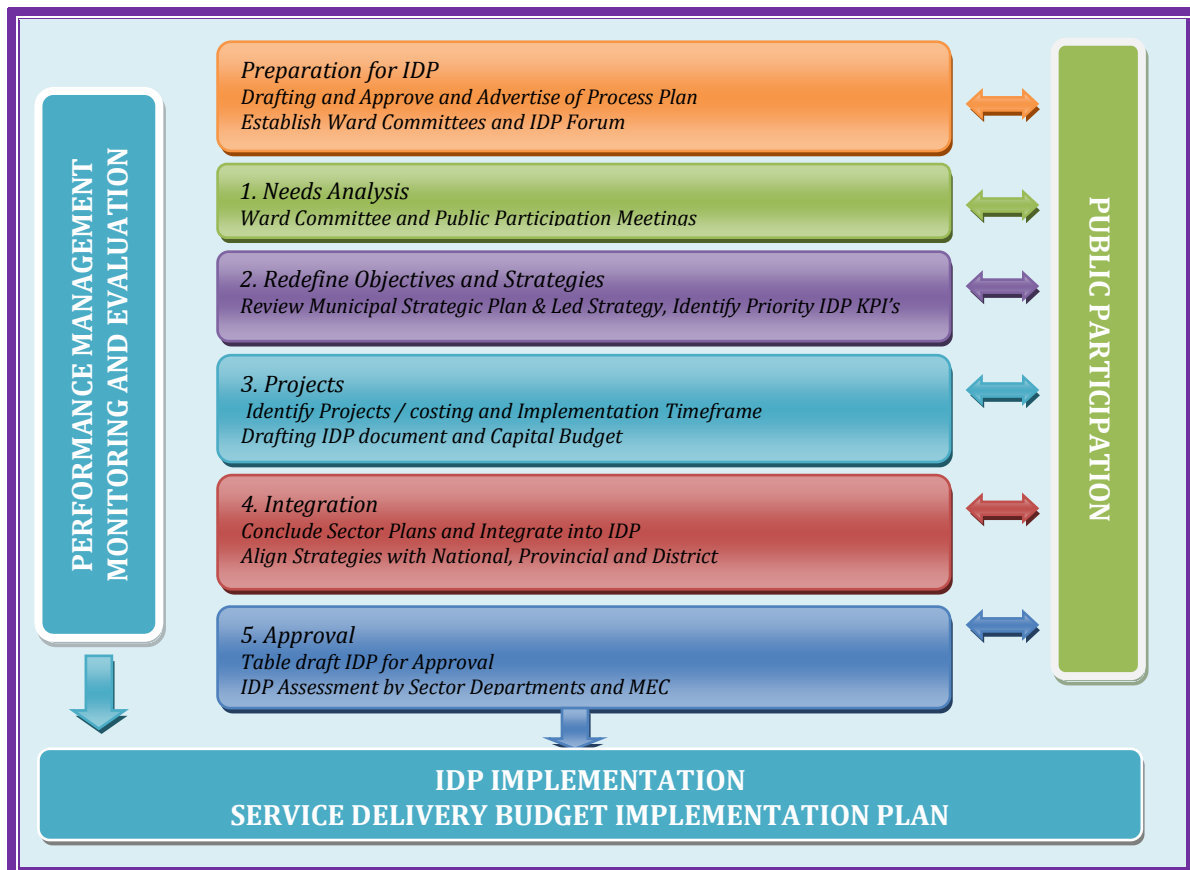 PERFORMANCE MANAGEMENT
MONITORING AND EVALUATION
Preparation for IDP
Drafting and Approve and Advertise of Process Plan
Establish Ward Committees and IDP Forum
1. Needs Analysis
Ward Committee and Public Participation Meetings
2. Redefine Objectives and Strategies
Review Municipal Strategic Plan & Led Strategy, Identify Priority IDP KPI’s
3. Projects
Identify Projects / costing and Implementation Timeframe
Drafting IDP document and Capital Budget
4. Integration
Conclude Sector Plans and Integrate into IDP
Align Strategies with National, Provincial and District
5. Approval
Table draft IDP for Approval
IDP Assessment by Sector Departments and MEC
PUBLIC PARTICIPATION
IDP IMPLEMENTATION
SERVICE DELIVERY BUDGET IMPLEMENTATION PLAN